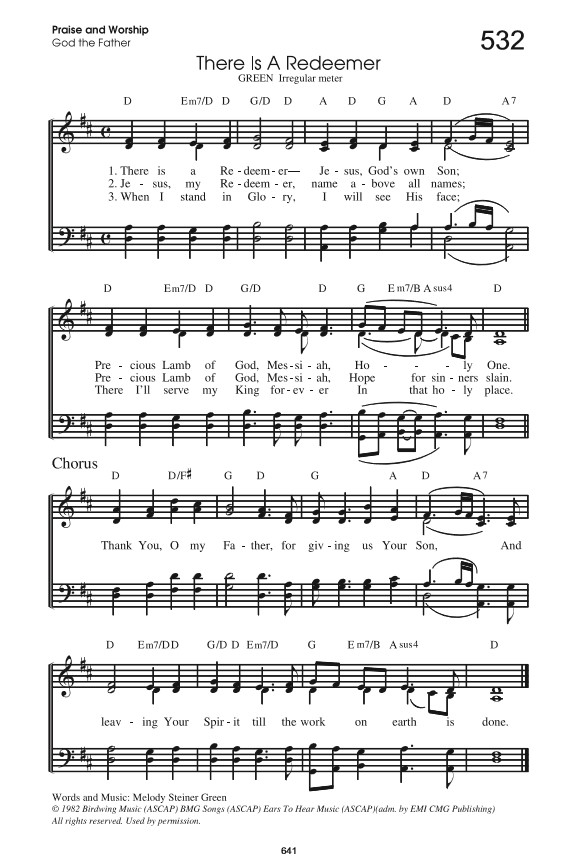 Praise and Worship
God the Father
532
There Is A Redeemer
GREEN Irregular meter
D Em7/D D G/D D A D G A D A7
1. There is a Re-deem-er— Je-sus, God's own Son;
2. Je-sus, my Re-deem-er, name a-bove all names;
3. When I stand in Glo-ry, I will see His face;
D Em7/D D G/D D G Em7/B Asus4 D
Pre-cious Lamb of God, Mes-si-ah, Ho - - ly One.
Pre-cious Lamb of God, Mes-si-ah, Hope for sin-ners slain.
There I'll serve my King for-ev-er In that ho-ly place.
Chorus
D D/F♯ G D G A D A7
Thank You, O my Fa-ther, for giv-ing us Your Son, And
D Em7/D D G/D D Em7/D G Em7/B Asus4 D
leav-ing Your Spir-it till the work on earth is done.
Words and Music: Melody Steiner Green
© 1982 Birdwing Music (ASCAP) BMG Songs (ASCAP) Ears To Hear Music (ASCAP)(adm. by EMI CMG Publishing)
All rights reserved. Used by permission.
641